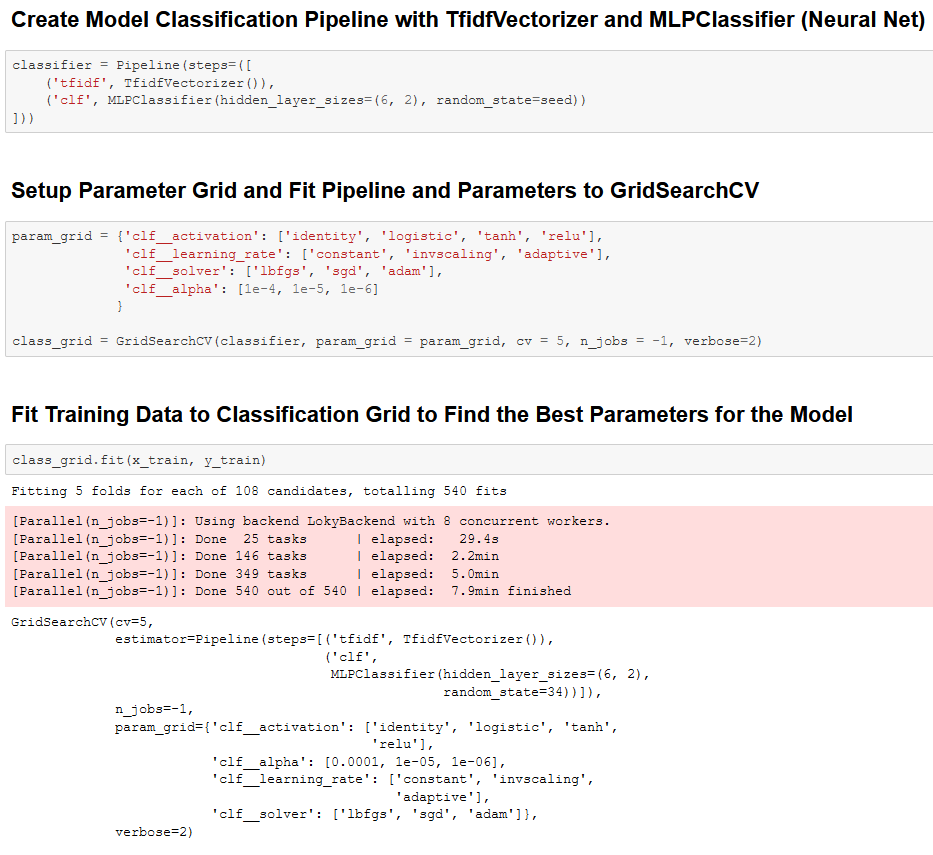 Create Model Classification Pipeline with TfidfVectorizer and MLPClassifier (Neural Net)
classifier = Pipeline(steps=([
    ('tfidf', TfidfVectorizer()),
    ('clf', MLPClassifier(hidden_layer_sizes=(6, 2), random_state=seed))
]))
Setup Parameter Grid and Fit Pipeline and Parameters to GridSearchCV
param_grid = {'clf__activation': ['identity', 'logistic', 'tanh', 'relu'],
              'clf__learning_rate': ['constant', 'invscaling', 'adaptive'],
              'clf__solver': ['lbfgs', 'sgd', 'adam'],
              'clf__alpha': [1e-4, 1e-5, 1e-6]
             }
class_grid = GridSearchCV(classifier, param_grid = param_grid, cv = 5, n_jobs = -1, verbose=2)
Fit Training Data to Classification Grid to Find the Best Parameters for the Model
class_grid.fit(x_train, y_train)
Fitting 5 folds for each of 108 candidates, totalling 540 fits
[Parallel(n_jobs=-1)]: Using backend LokyBackend with 8 concurrent workers.
[Parallel(n_jobs=-1)]: Done  25 tasks      | elapsed:   29.4s
[Parallel(n_jobs=-1)]: Done 146 tasks      | elapsed:  2.2min
[Parallel(n_jobs=-1)]: Done 349 tasks      | elapsed:  5.0min
[Parallel(n_jobs=-1)]: Done 540 out of 540 | elapsed:  7.9min finished
GridSearchCV(cv=5,
             estimator=Pipeline(steps=[('tfidf', TfidfVectorizer()),
                                       ('clf',
                                        MLPClassifier(hidden_layer_sizes=(6, 2),
                                                      random_state=34))]),
             n_jobs=-1,
             param_grid={'clf__activation': ['identity', 'logistic', 'tanh',
                                             'relu'],
                         'clf__alpha': [0.0001, 1e-05, 1e-06],
                         'clf__learning_rate': ['constant', 'invscaling',
                                                'adaptive'],
                         'clf__solver': ['lbfgs', 'sgd', 'adam']},
             verbose=2)